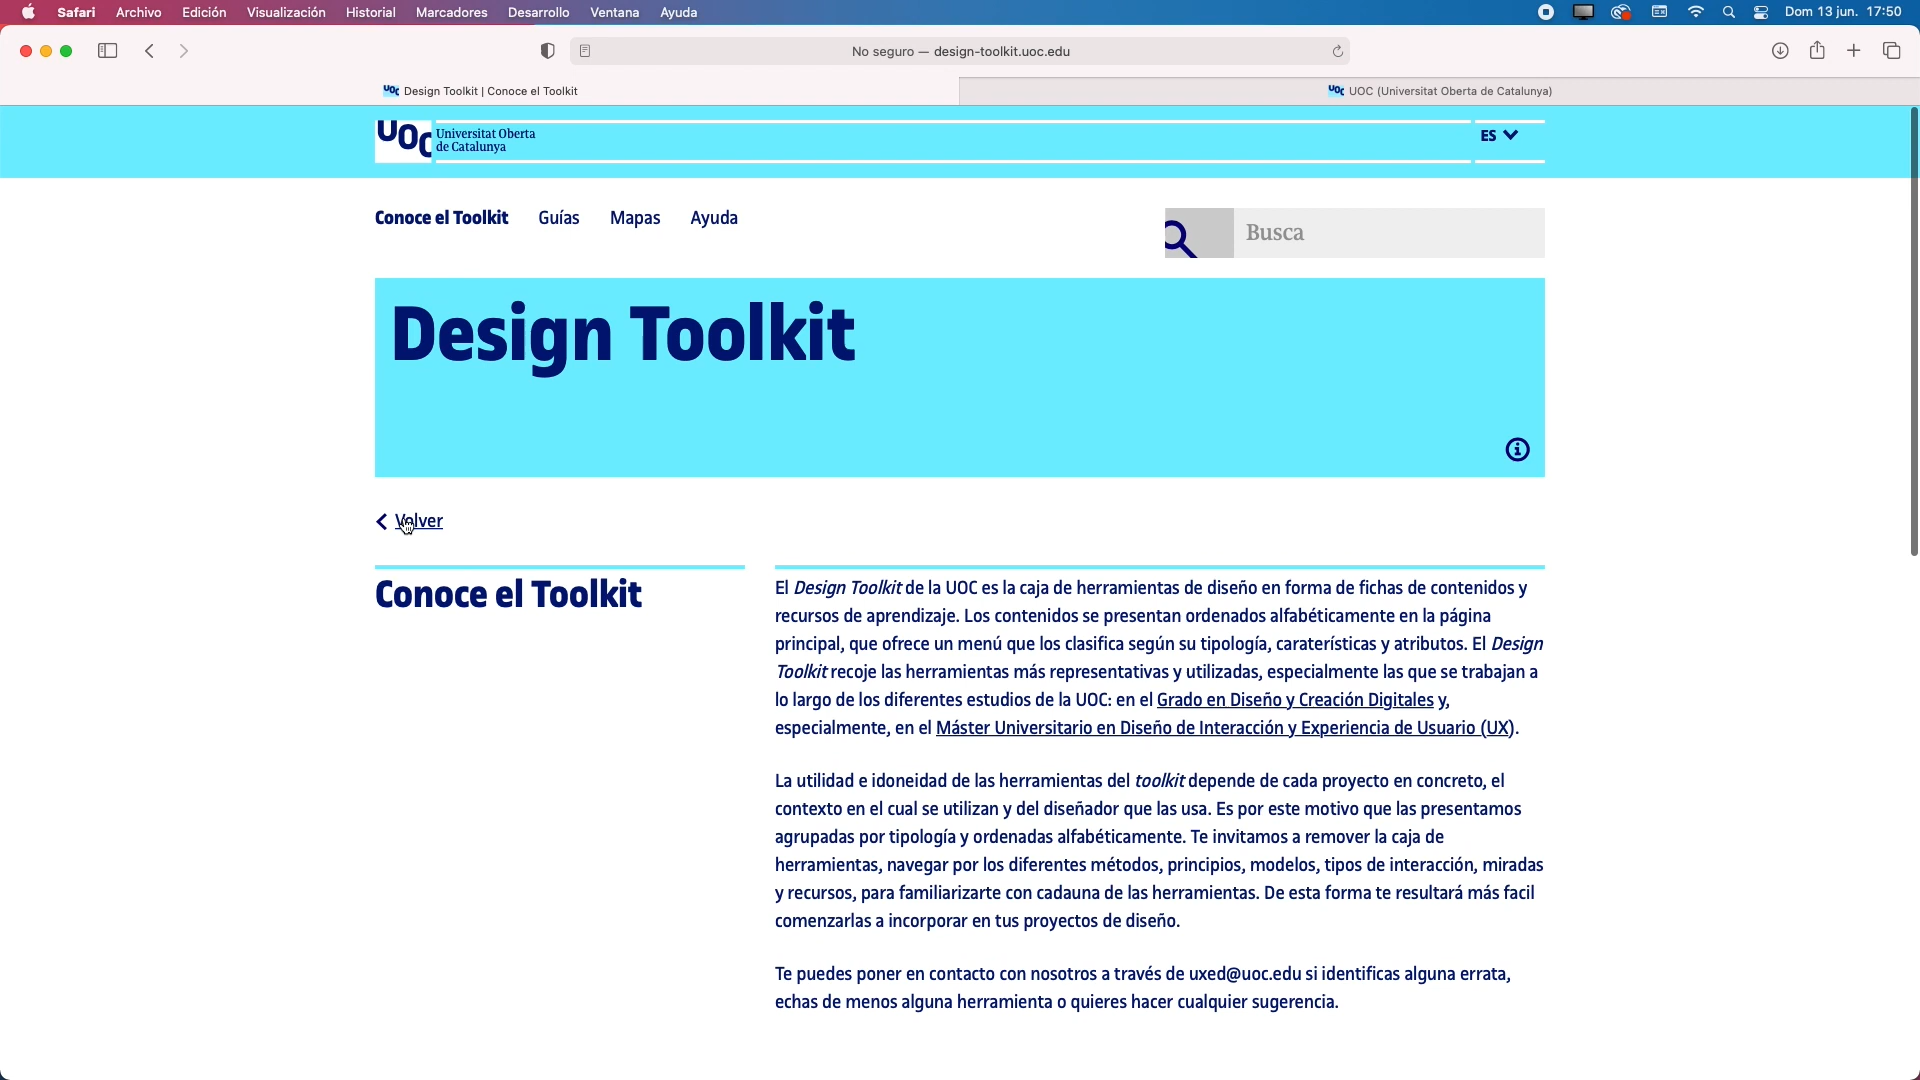 Safari Archivo Edición Visualización Historial Marcadores Desarrollo Ventana Ayuda Dom 13 jun. 17:50
No seguro — design-toolkit.uoc.edu
UOC Design Toolkit | Conoce el Toolkit
UOC UOC (Universitat Oberta de Catalunya)
UOC
Universitat Oberta
de Catalunya
ES
Conoce el Toolkit Guías Mapas Ayuda
Busca
Design Toolkit
Volver
Conoce el Toolkit
El Design Toolkit de la UOC es la caja de herramientas de diseño en forma de fichas de contenidos y
recursos de aprendizaje. Los contenidos se presentan ordenados alfabéticamente en la página
principal, que ofrece un menú que los clasifica según su tipología, caraterísticas y atributos. El Design
Toolkit recoje las herramientas más representativas y utilizadas, especialmente las que se trabajan a
lo largo de los diferentes estudios de la UOC: en el Grado en Diseño y Creación Digitales y,
especialmente, en el Máster Universitario en Diseño de Interacción y Experiencia de Usuario (UX).
La utilidad e idoneidad de las herramientas del toolkit depende de cada proyecto en concreto, el
contexto en el cual se utilizan y del diseñador que las usa. Es por este motivo que las presentamos
agrupadas por tipología y ordenadas alfabéticamente. Te invitamos a remover la caja de
herramientas, navegar por los diferentes métodos, principios, modelos, tipos de interacción, miradas
y recursos, para familiarizarte con cadauna de las herramientas. De esta forma te resultará más facil
comenzarlas a incorporar en tus proyectos de diseño.
Te puedes poner en contacto con nosotros a través de uxed@uoc.edu si identificas alguna errata,
echas de menos alguna herramienta o quieres hacer cualquier sugerencia.